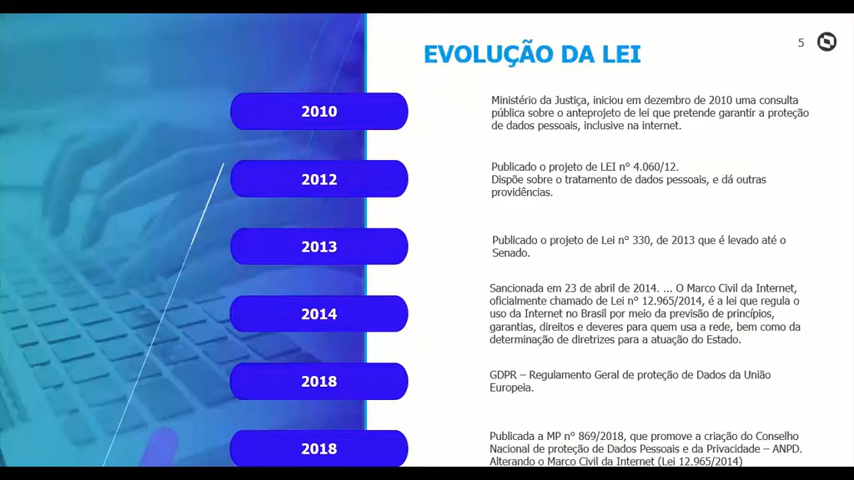 EVOLUÇÃO DA LEI
5
2010
Ministério da Justiça, iniciou em dezembro de 2010 uma consulta
pública sobre o anteprojeto de lei que pretende garantir a proteção
de dados pessoais, inclusive na internet.
2012
Publicado o projeto de LEI n° 4.060/12.
Dispõe sobre o tratamento de dados pessoais, e dá outras
providências.
2013
Publicado o projeto de Lei n° 330, de 2013 que é levado até o
Senado.
2014
Sancionada em 23 de abril de 2014. ... O Marco Civil da Internet,
oficialmente chamado de Lei n° 12.965/2014, é a lei que regula o
uso da Internet no Brasil por meio da previsão de princípios,
garantias, direitos e deveres para quem usa a rede, bem como da
determinação de diretrizes para a atuação do Estado.
2018
GDPR – Regulamento Geral de proteção de Dados da União
Europeia.
2018
Publicada a MP n° 869/2018, que promove a criação do Conselho
Nacional de proteção de Dados Pessoais e da Privacidade – ANPD.
Alterando o Marco Civil da Internet (Lei 12.965/2014)